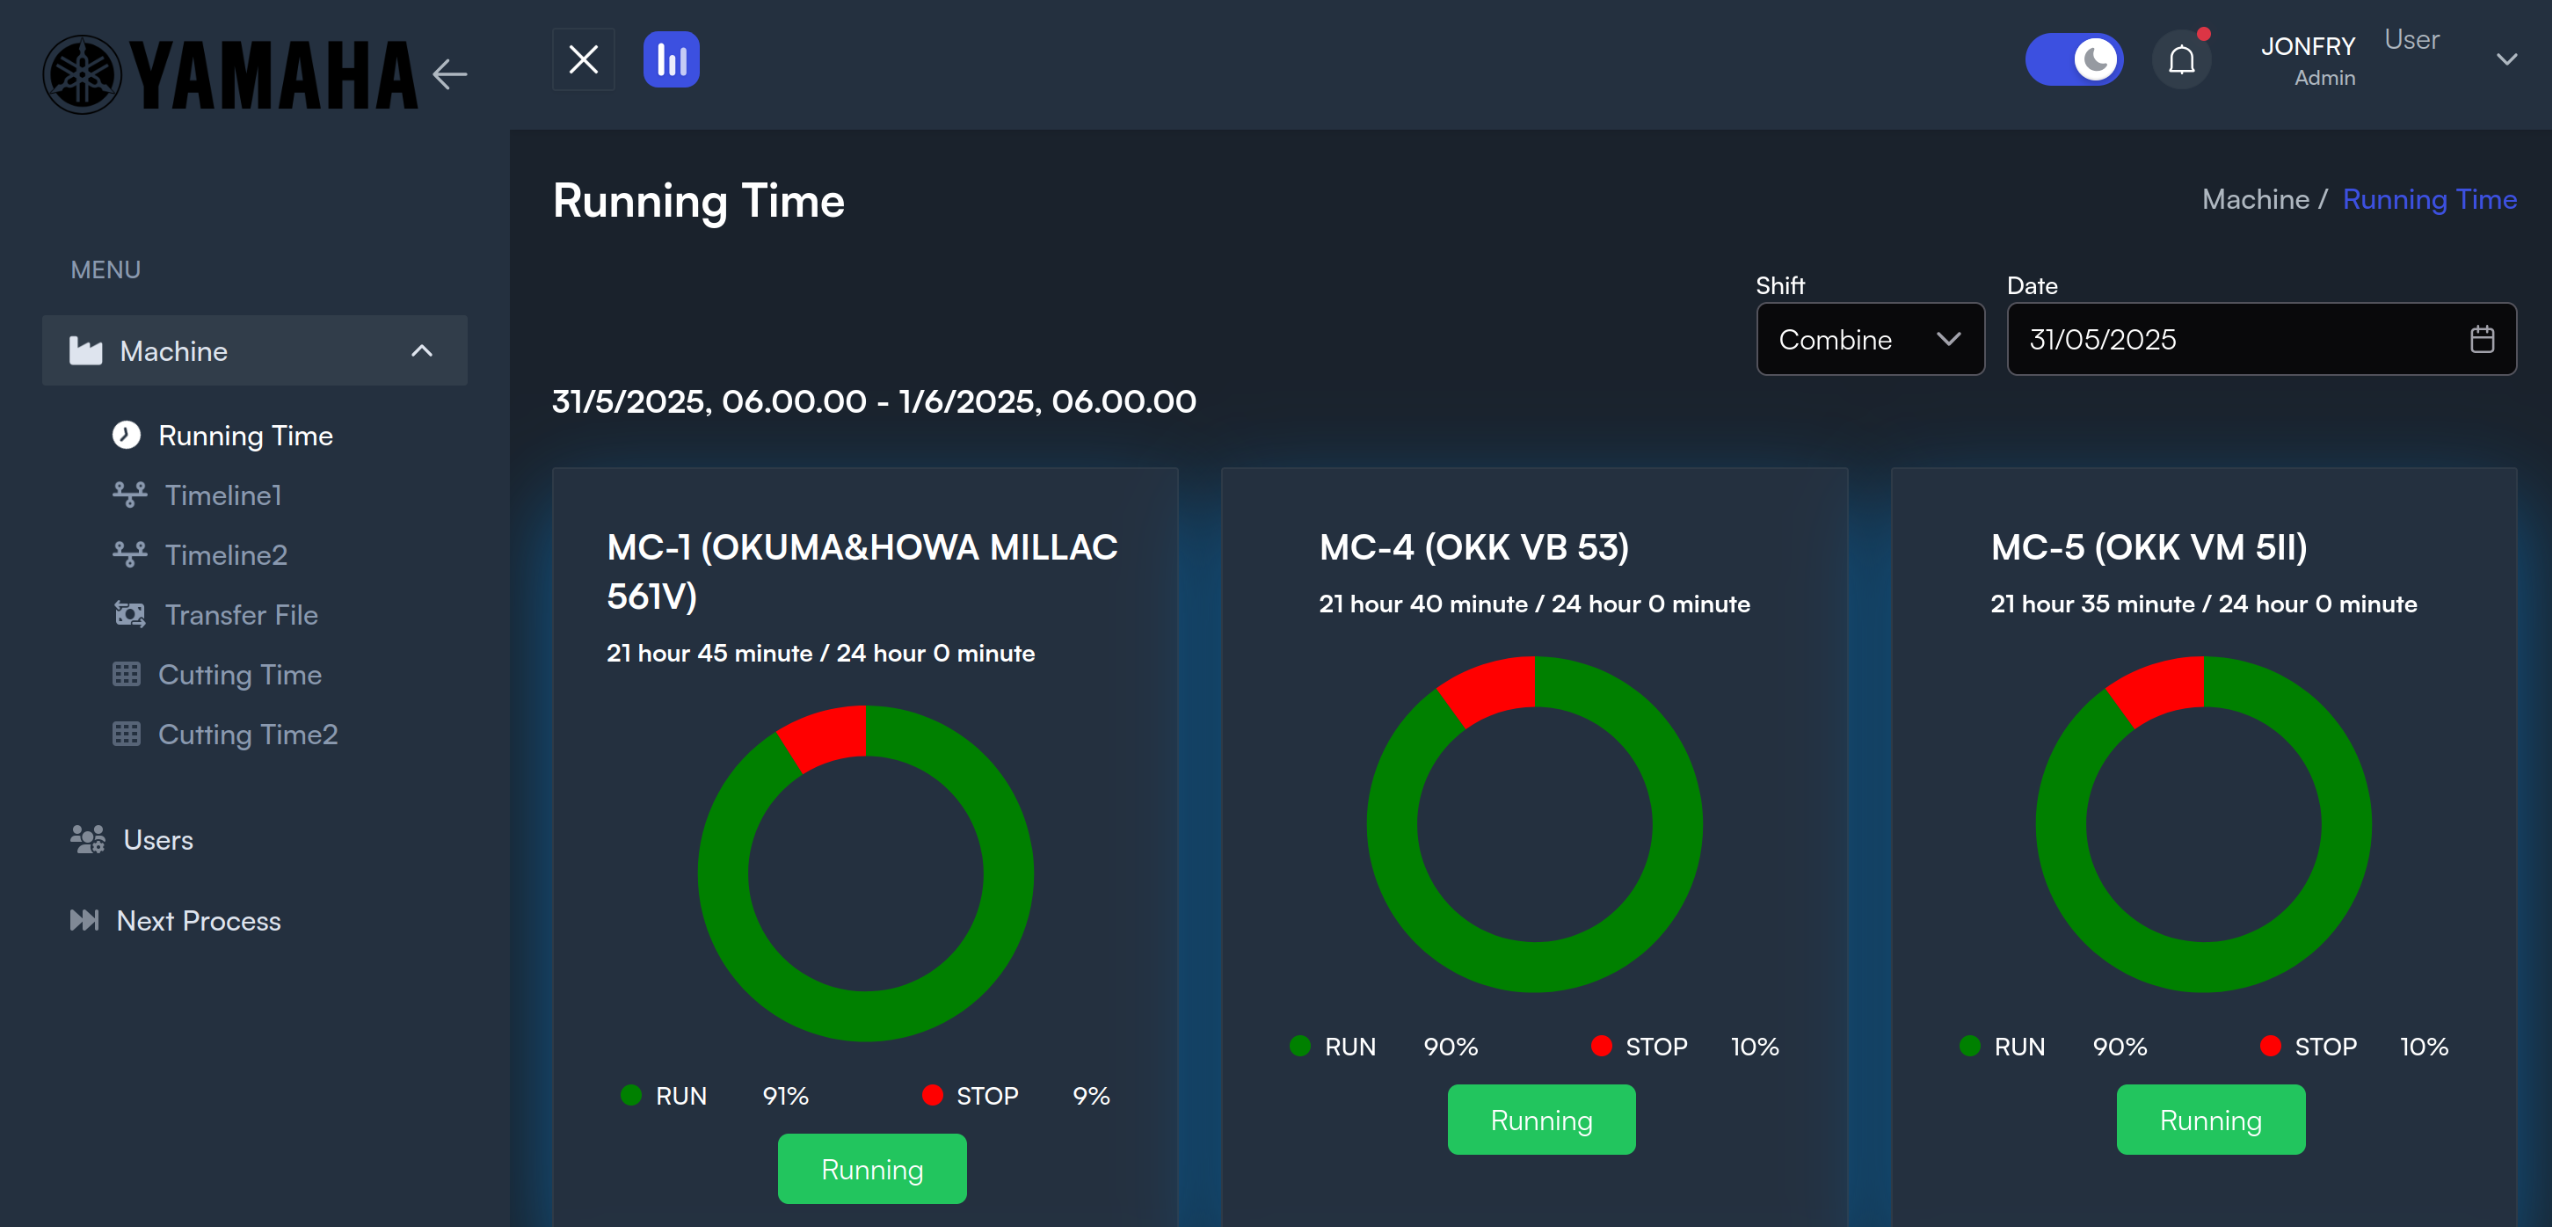 YAMAHA
JONFRY
Admin
User
MENU
Machine
Running Time
Timeline1
Timeline2
Transfer File
Cutting Time
Cutting Time2
Users
Next Process
Running Time
Machine / Running Time
Shift
Combine
Date
31/05/2025
31/5/2025, 06.00.00 - 1/6/2025, 06.00.00
MC-1 (OKUMA&HOWA MILLAC
561V)
21 hour 45 minute / 24 hour 0 minute
RUN 91% STOP 9%
Running
MC-4 (OKK VB 53)
21 hour 40 minute / 24 hour 0 minute
RUN 90% STOP 10%
Running
MC-5 (OKK VM 5II)
21 hour 35 minute / 24 hour 0 minute
RUN 90% STOP 10%
Running